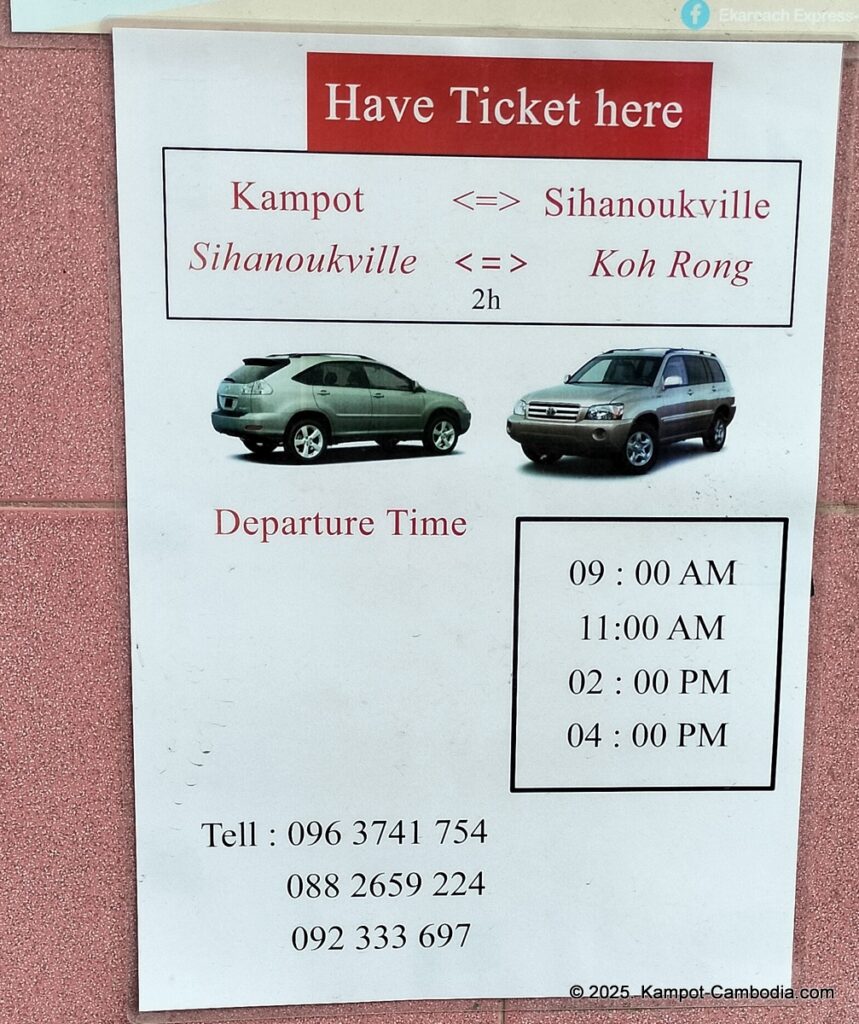 Ekareach Express
Have Ticket here
Kampot <=> Sihanoukville
Sihanoukville <=> Koh Rong
2h
Departure Time
09 : 00 AM
11:00 AM
02 : 00 PM
04 : 00 PM
Tell : 096 3741 754
088 2659 224
092 333 697
© 2025. Kampot-Cambodia.com